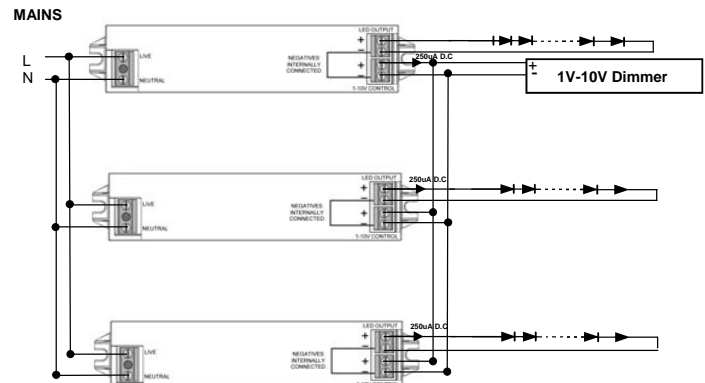 MAINS
L
N
LIVE
NEUTRAL
NEGATIVES
INTERNALLY
CONNECTED
LED OUTPUT
+
−
+
−
1-10V CONTROL
250uA D.C
+
-
1V-10V Dimmer
LIVE
NEUTRAL
NEGATIVES
INTERNALLY
CONNECTED
LED OUTPUT
+
−
+
−
1-10V CONTROL
250uA D.C
LIVE
NEUTRAL
NEGATIVES
INTERNALLY
CONNECTED
LED OUTPUT
+
−
+
250uA D.C